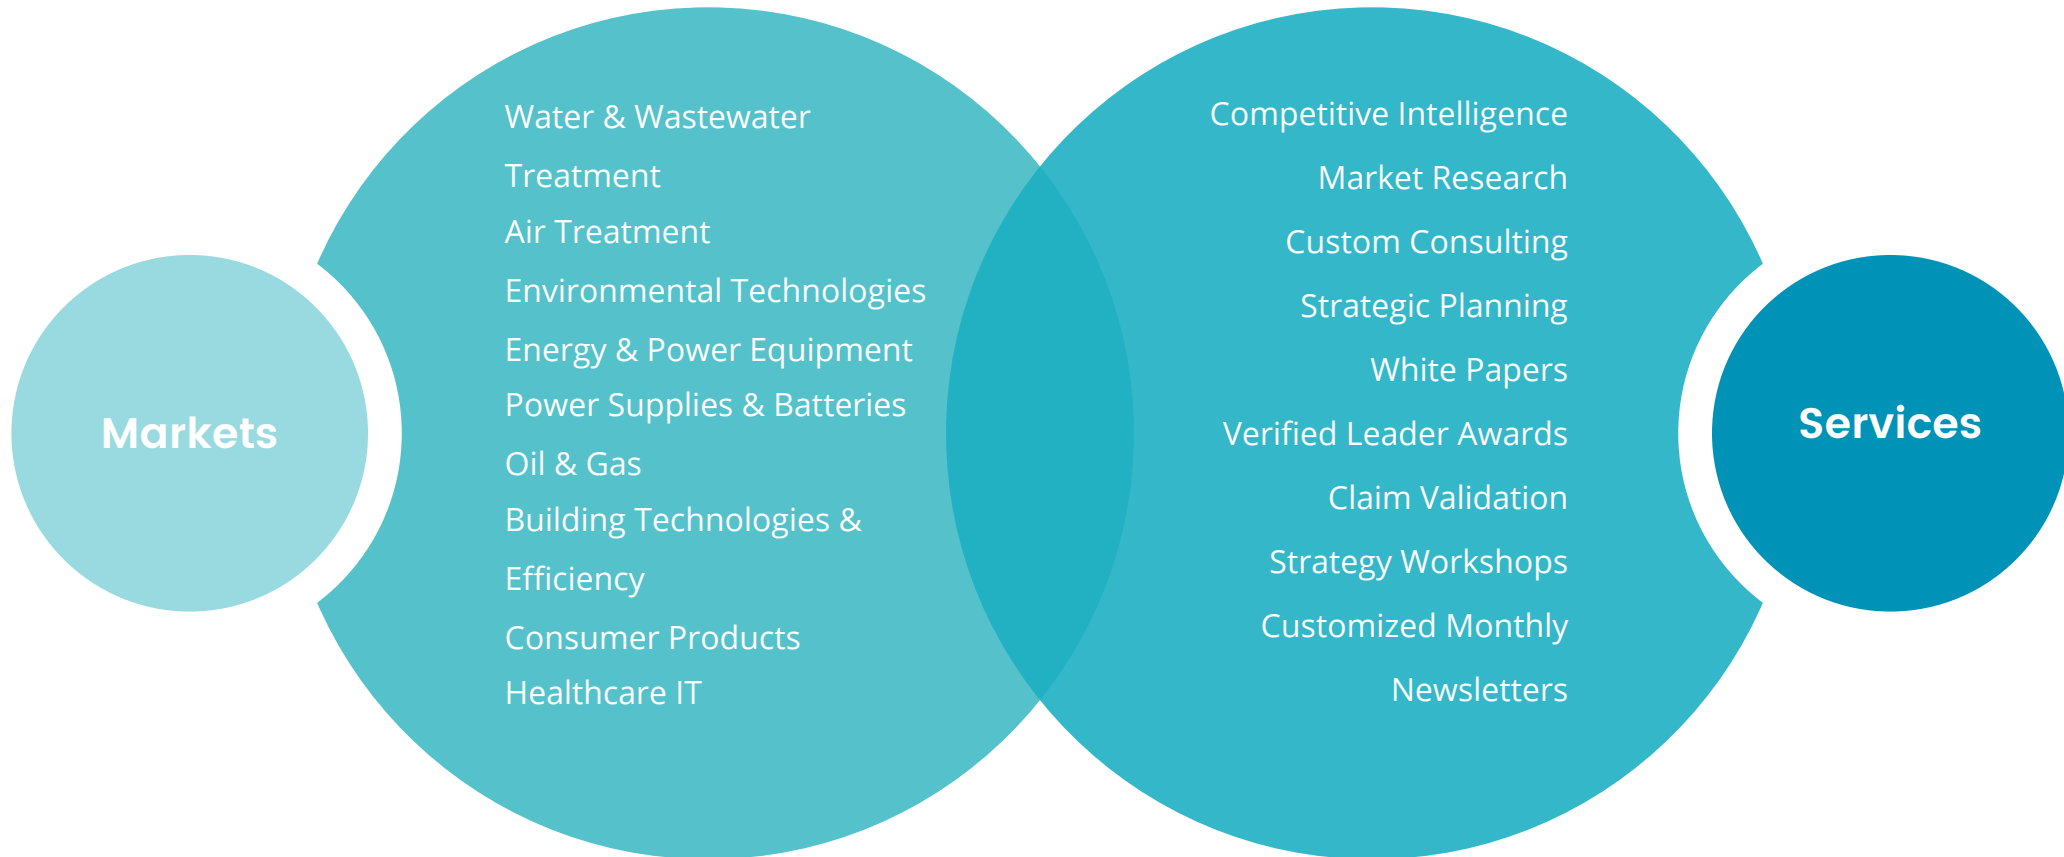 Markets
Water & Wastewater
Treatment
Air Treatment
Environmental Technologies
Energy & Power Equipment
Power Supplies & Batteries
Oil & Gas
Building Technologies &
Efficiency
Consumer Products
Healthcare IT
Competitive Intelligence
Market Research
Custom Consulting
Strategic Planning
White Papers
Verified Leader Awards
Claim Validation
Strategy Workshops
Customized Monthly
Newsletters
Services